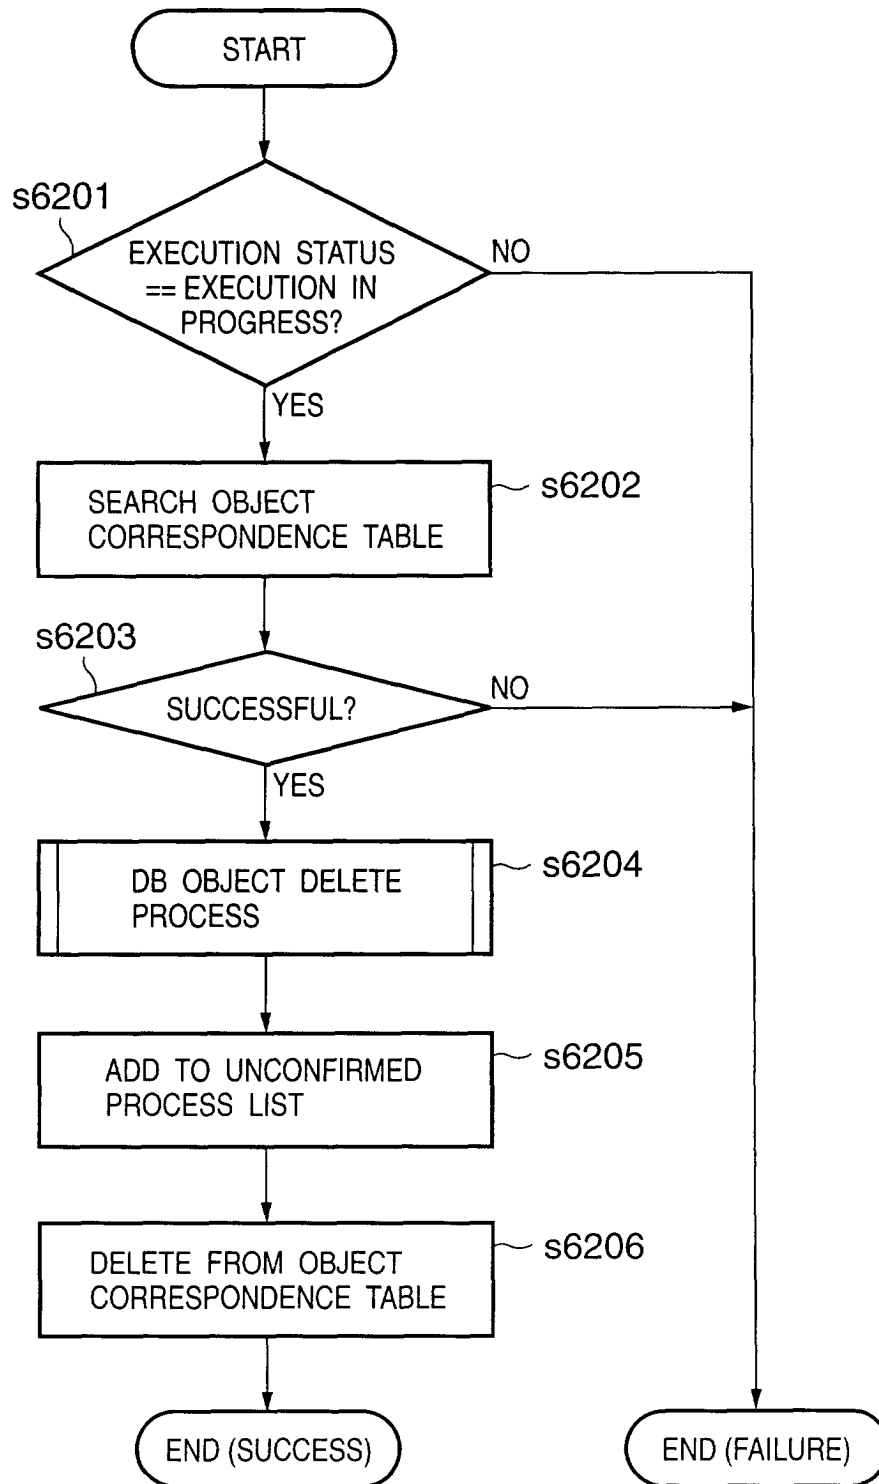 START
s6201
EXECUTION STATUS
== EXECUTION IN
PROGRESS?
NO
YES
SEARCH OBJECT
CORRESPONDENCE TABLE
s6202
s6203
SUCCESSFUL?
NO
YES
DB OBJECT DELETE
PROCESS
s6204
ADD TO UNCONFIRMED
PROCESS LIST
s6205
DELETE FROM OBJECT
CORRESPONDENCE TABLE
s6206
END (SUCCESS)
END (FAILURE)